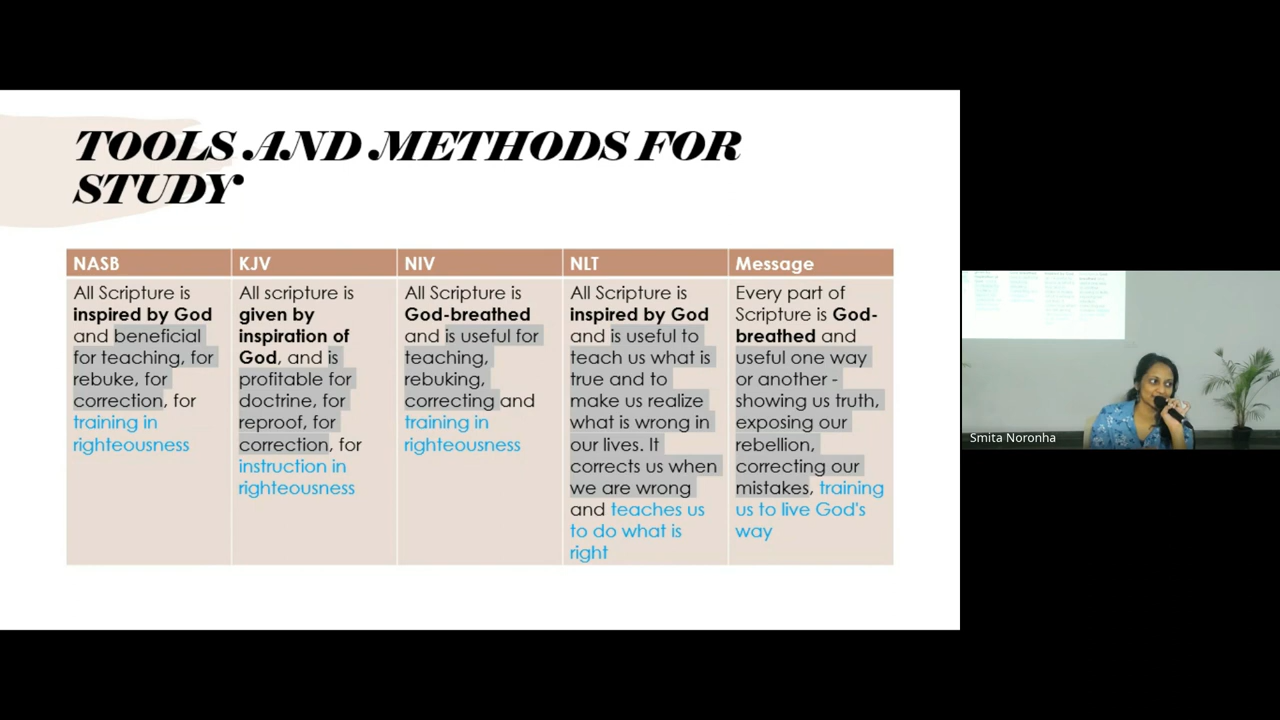 TOOLS AND METHODS FOR
STUDY
NASB
All Scripture is
inspired by God
and beneficial
for teaching, for
rebuke, for
correction, for
training in
righteousness
KJV
All scripture is
given by
inspiration of
God, and is
profitable for
doctrine, for
reproof, for
correction, for
instruction in
righteousness
NIV
All Scripture is
God-breathed
and is useful for
teaching,
rebuking,
correcting and
training in
righteousness
NLT
All Scripture is
inspired by God
and is useful to
teach us what is
true and to
make us realize
what is wrong in
our lives. It
corrects us when
we are wrong
and teaches us
to do what is
right
Message
Every part of
Scripture is God-
breathed and
useful one way
or another -
showing us truth,
exposing our
rebellion,
correcting our
mistakes, training
us to live God's
way
Smita Noronha